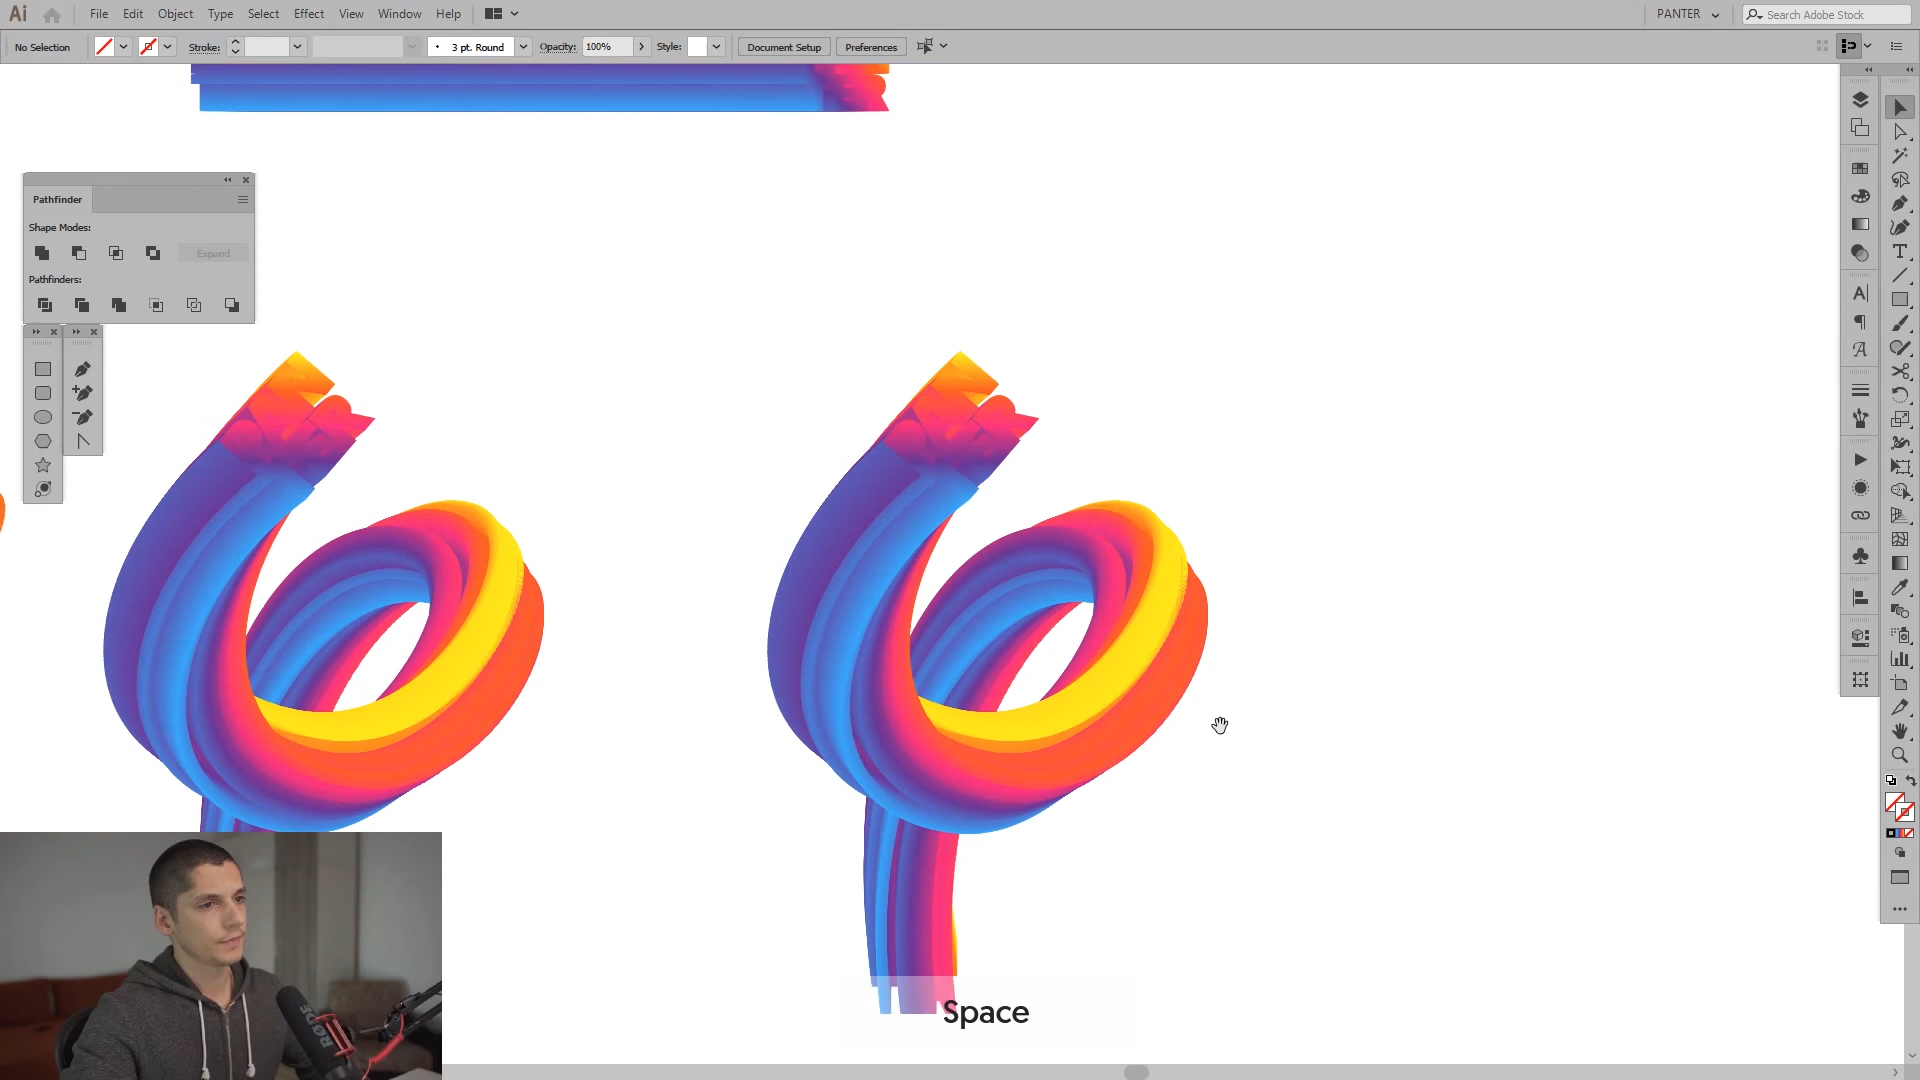 Ai File Edit Object Type Select Effect View Window Help PANTER Search Adobe Stock
No Selection Stroke: 3 pt. Round Opacity: 100% Style: Document Setup Preferences
Pathfinder
Shape Modes:
Expand
Pathfinders:
RØDE
Space